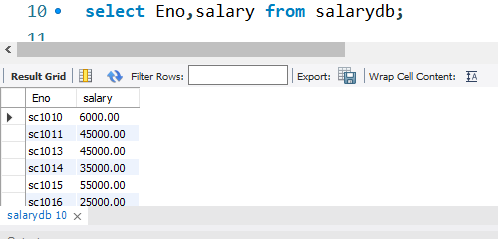 10 select Eno,salary from salarydb;
11
Result Grid Filter Rows: Export: Wrap Cell Content: IA
Eno salary
sc1010 6000.00
sc1011 45000.00
sc1013 45000.00
sc1014 35000.00
sc1015 55000.00
sc1016 25000.00
salarydb 10